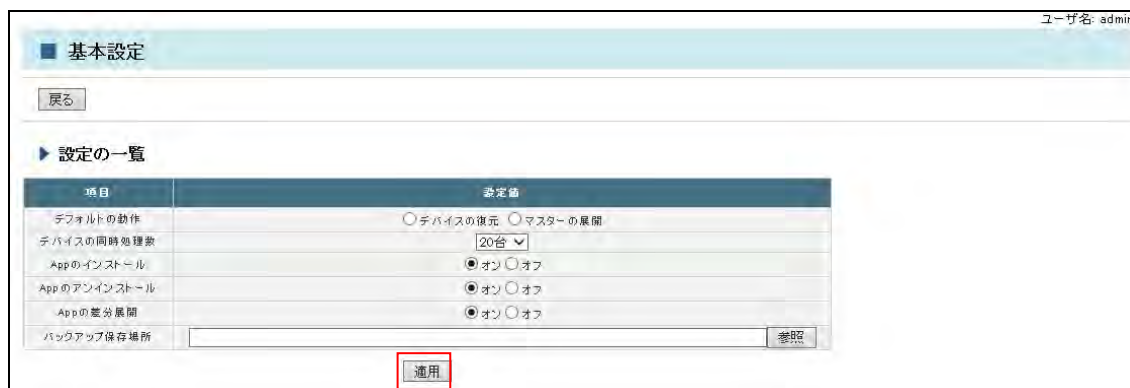 ユーザ名: admin
■ 基本設定
戻る
▶ 設定の一覧
項目 設定値
デフォルトの動作 ○デバイスの復元 ○マスターの展開
デバイスの同時処理数 20台
Appのインストール ◉オン○オフ
Appのアンインストール ◉オン○オフ
Appの差分展開 ◉オン○オフ
バックアップ保存場所 参照
適用